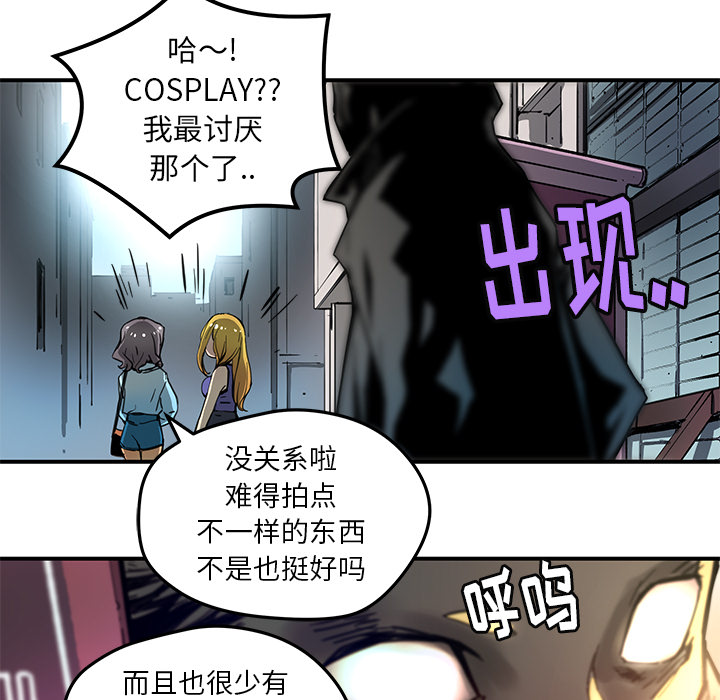 哈～!
COSPLAY??
我最讨厌
那个了..
出现..
没关系啦
难得拍点
不一样的东西
不是也挺好吗
呼呜
而且也很少有